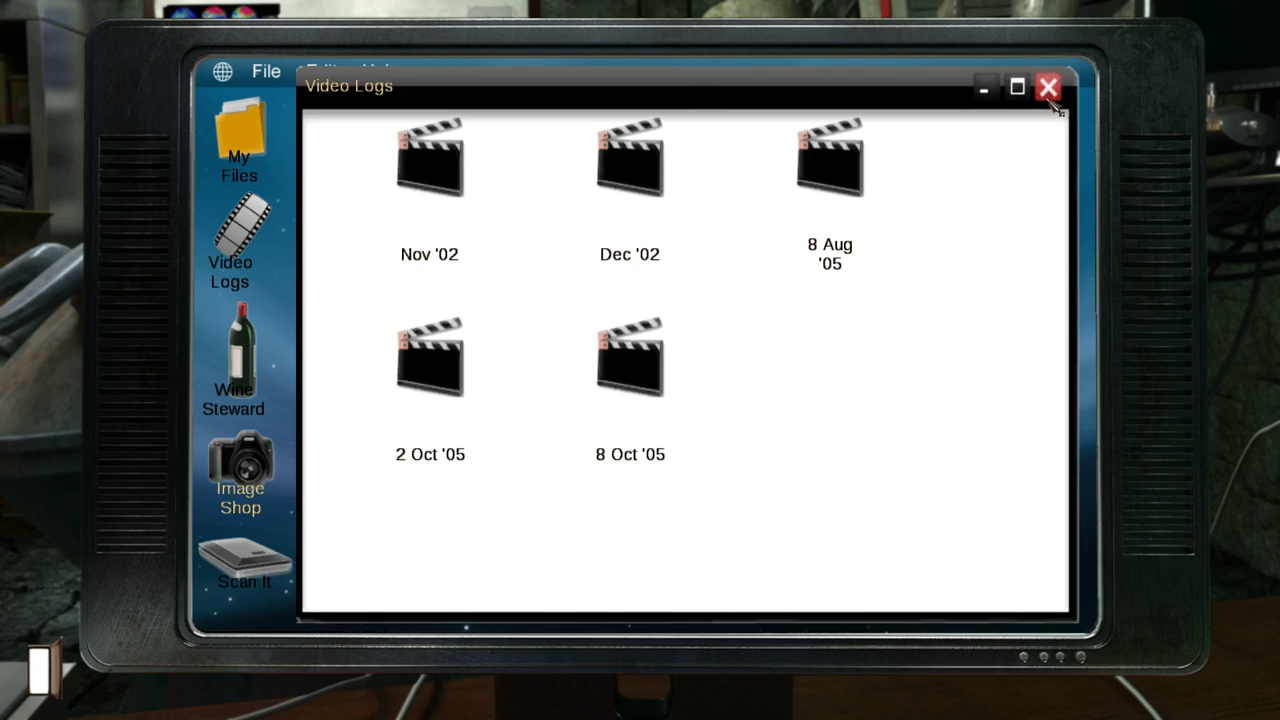 File
Video Logs
My
Files
Video
Logs
Wine
Steward
Image
Shop
Scan It
Nov '02
Dec '02
8 Aug
'05
2 Oct '05
8 Oct '05